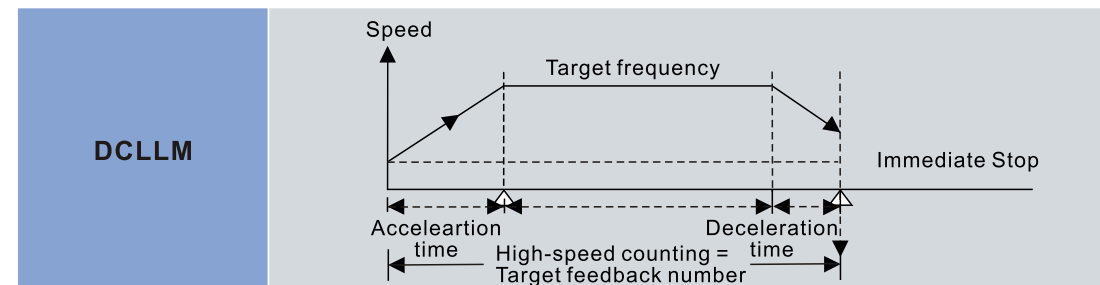 DCLLM
Speed
Target frequency
Immediate Stop
Acceleartion
time
Deceleration
time
High-speed counting =
Target feedback number